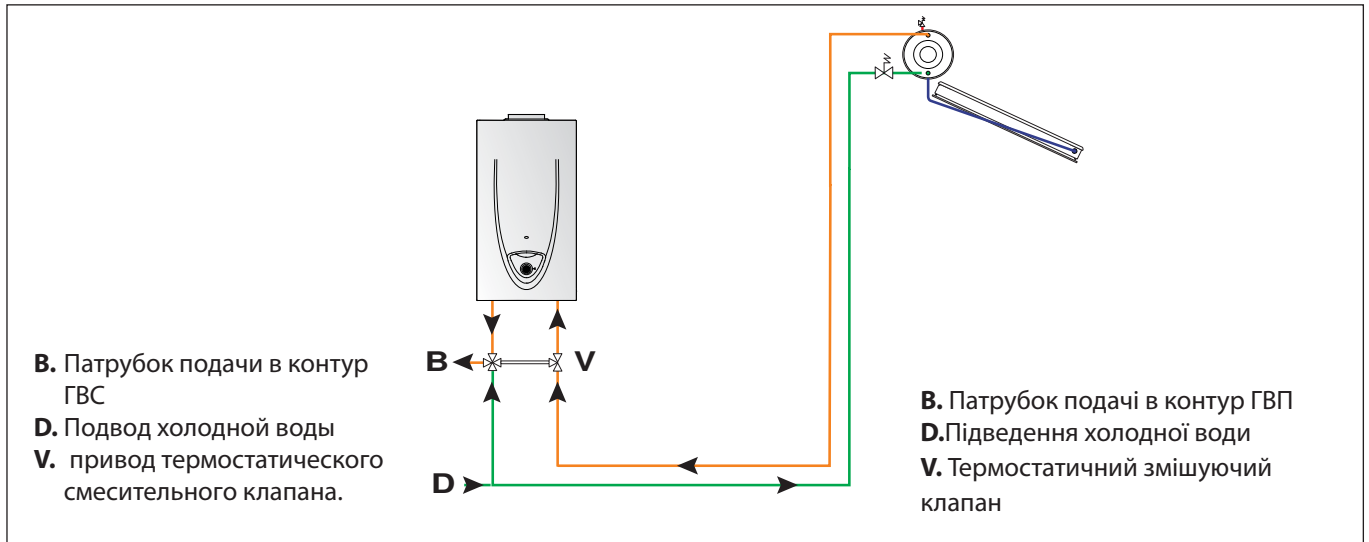 B
V
D
B. Патрубок подачи в контур
ГВС
D. Подвод холодной воды
V. привод термостатического
смесительного клапана.
B. Патрубок подачі в контур ГВП
D.Підведення холодної води
V. Термостатичний змішуючий
клапан